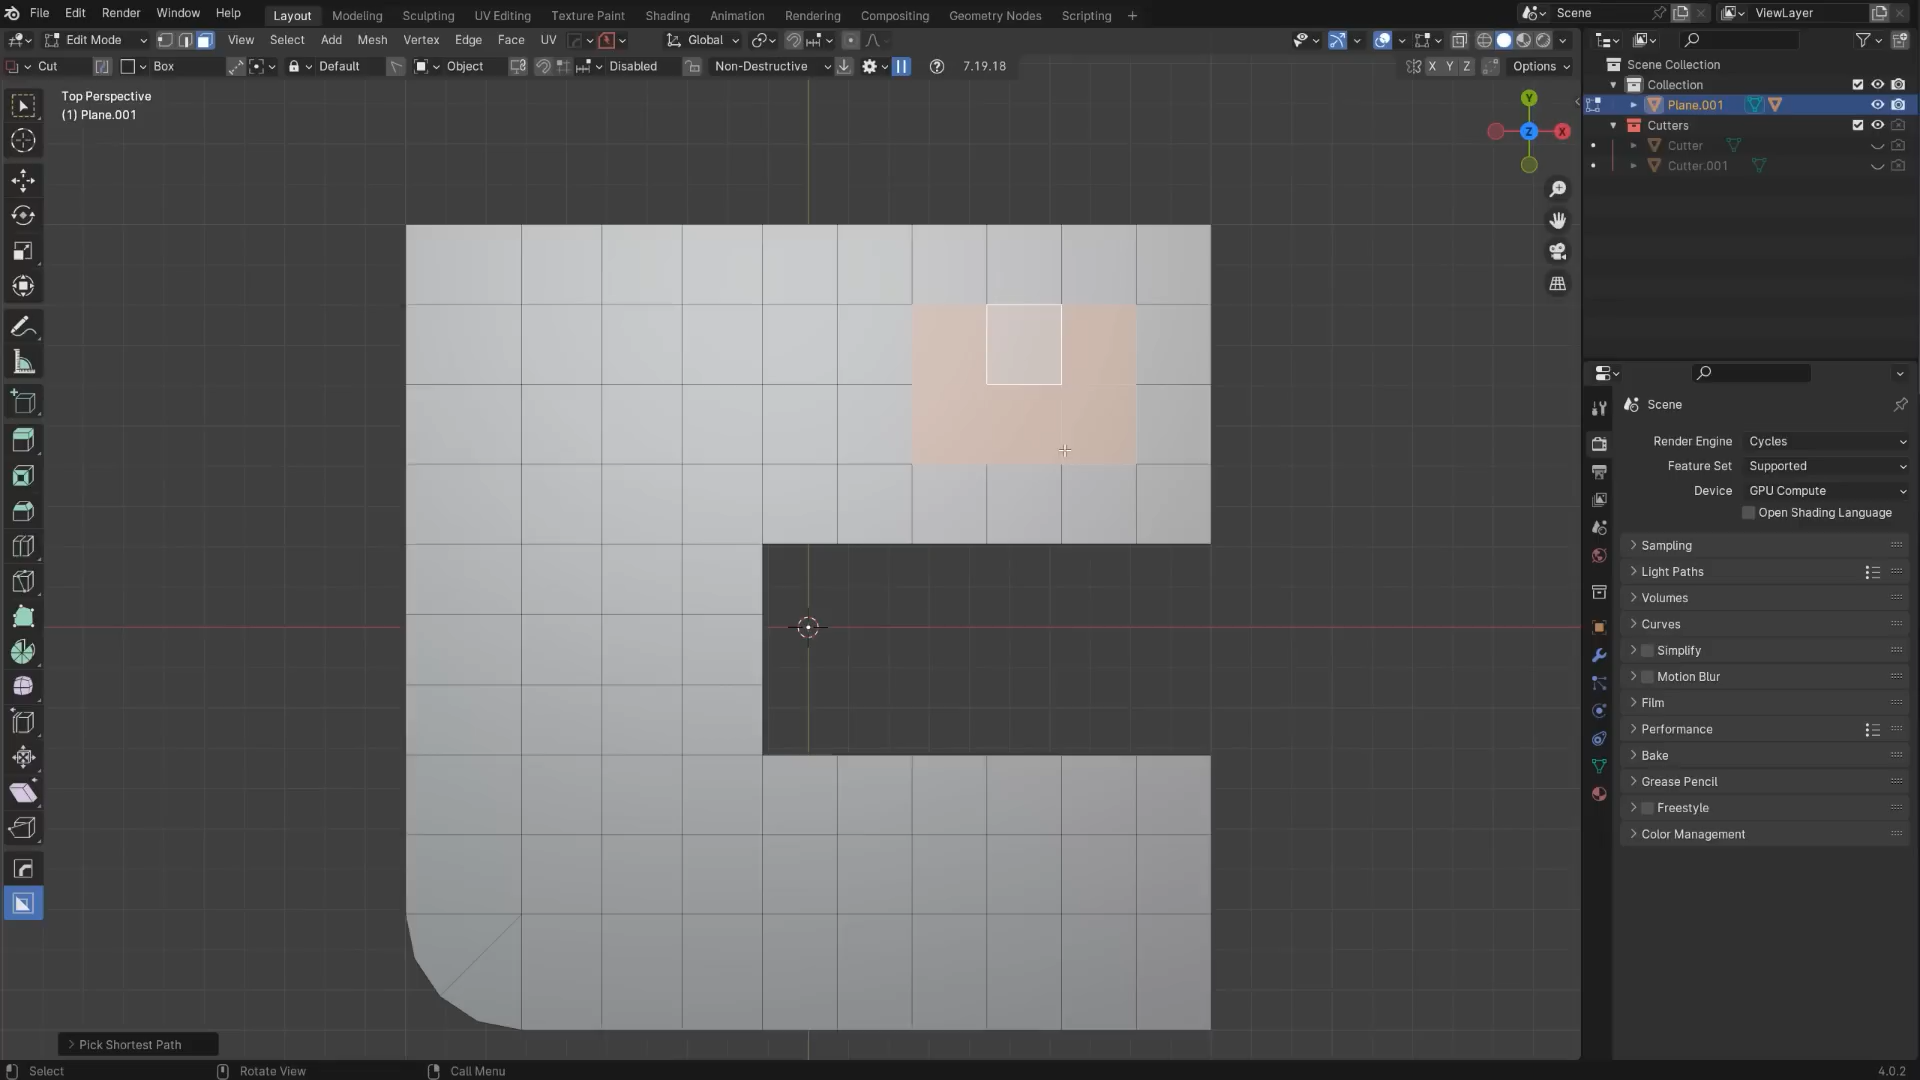 File Edit Render Window Help Layout Modeling Sculpting UV Editing Texture Paint Shading Animation Rendering Compositing Geometry Nodes Scripting + Scene ViewLayer
Edit Mode View Select Add Mesh Vertex Edge Face UV Global
Cut Box Default Object Disabled Non-Destructive 7.19.18 X Y Z Options
Top Perspective
(1) Plane.001
Y
Z X
Scene Collection
Collection
Plane.001
Cutters
Cutter
Cutter.001
Scene
Render Engine Cycles
Feature Set Supported
Device GPU Compute
Open Shading Language
Sampling
Light Paths
Volumes
Curves
Simplify
Motion Blur
Film
Performance
Bake
Grease Pencil
Freestyle
Color Management
Pick Shortest Path
Select Rotate View Call Menu 4.0.2